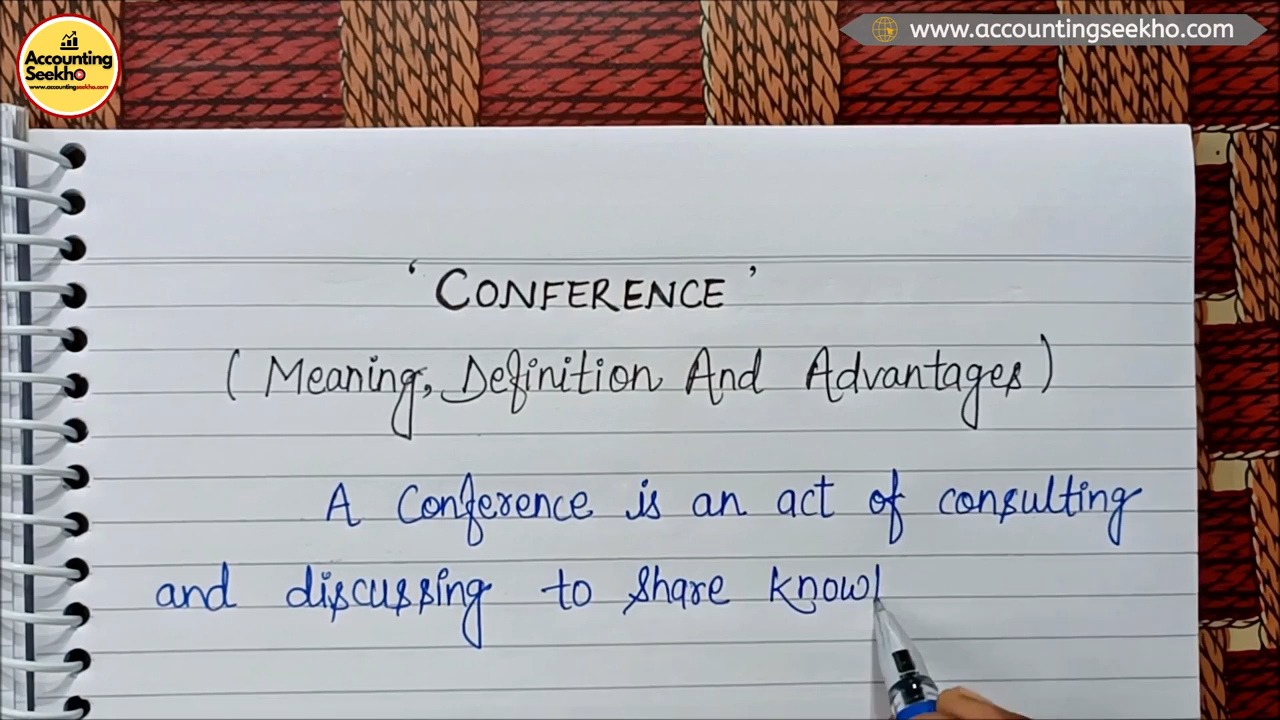 Accounting
Seekho
www.accountingseekho.com
www.accountingseekho.com
‘ CONFERENCE ’
( Meaning, Definition And Advantages )
A Conference is an act of consulting
and discussing to share knowl